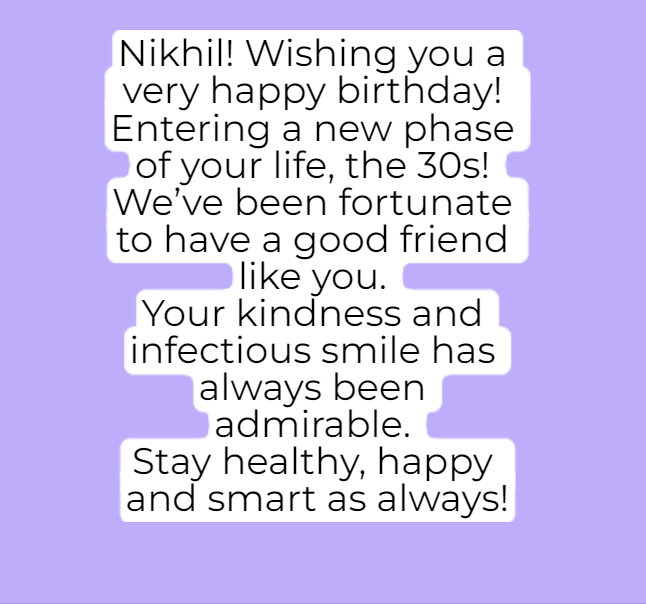 Nikhil! Wishing you a
very happy birthday!
Entering a new phase
of your life, the 30s!
We’ve been fortunate
to have a good friend
like you.
Your kindness and
infectious smile has
always been
admirable.
Stay healthy, happy
and smart as always!